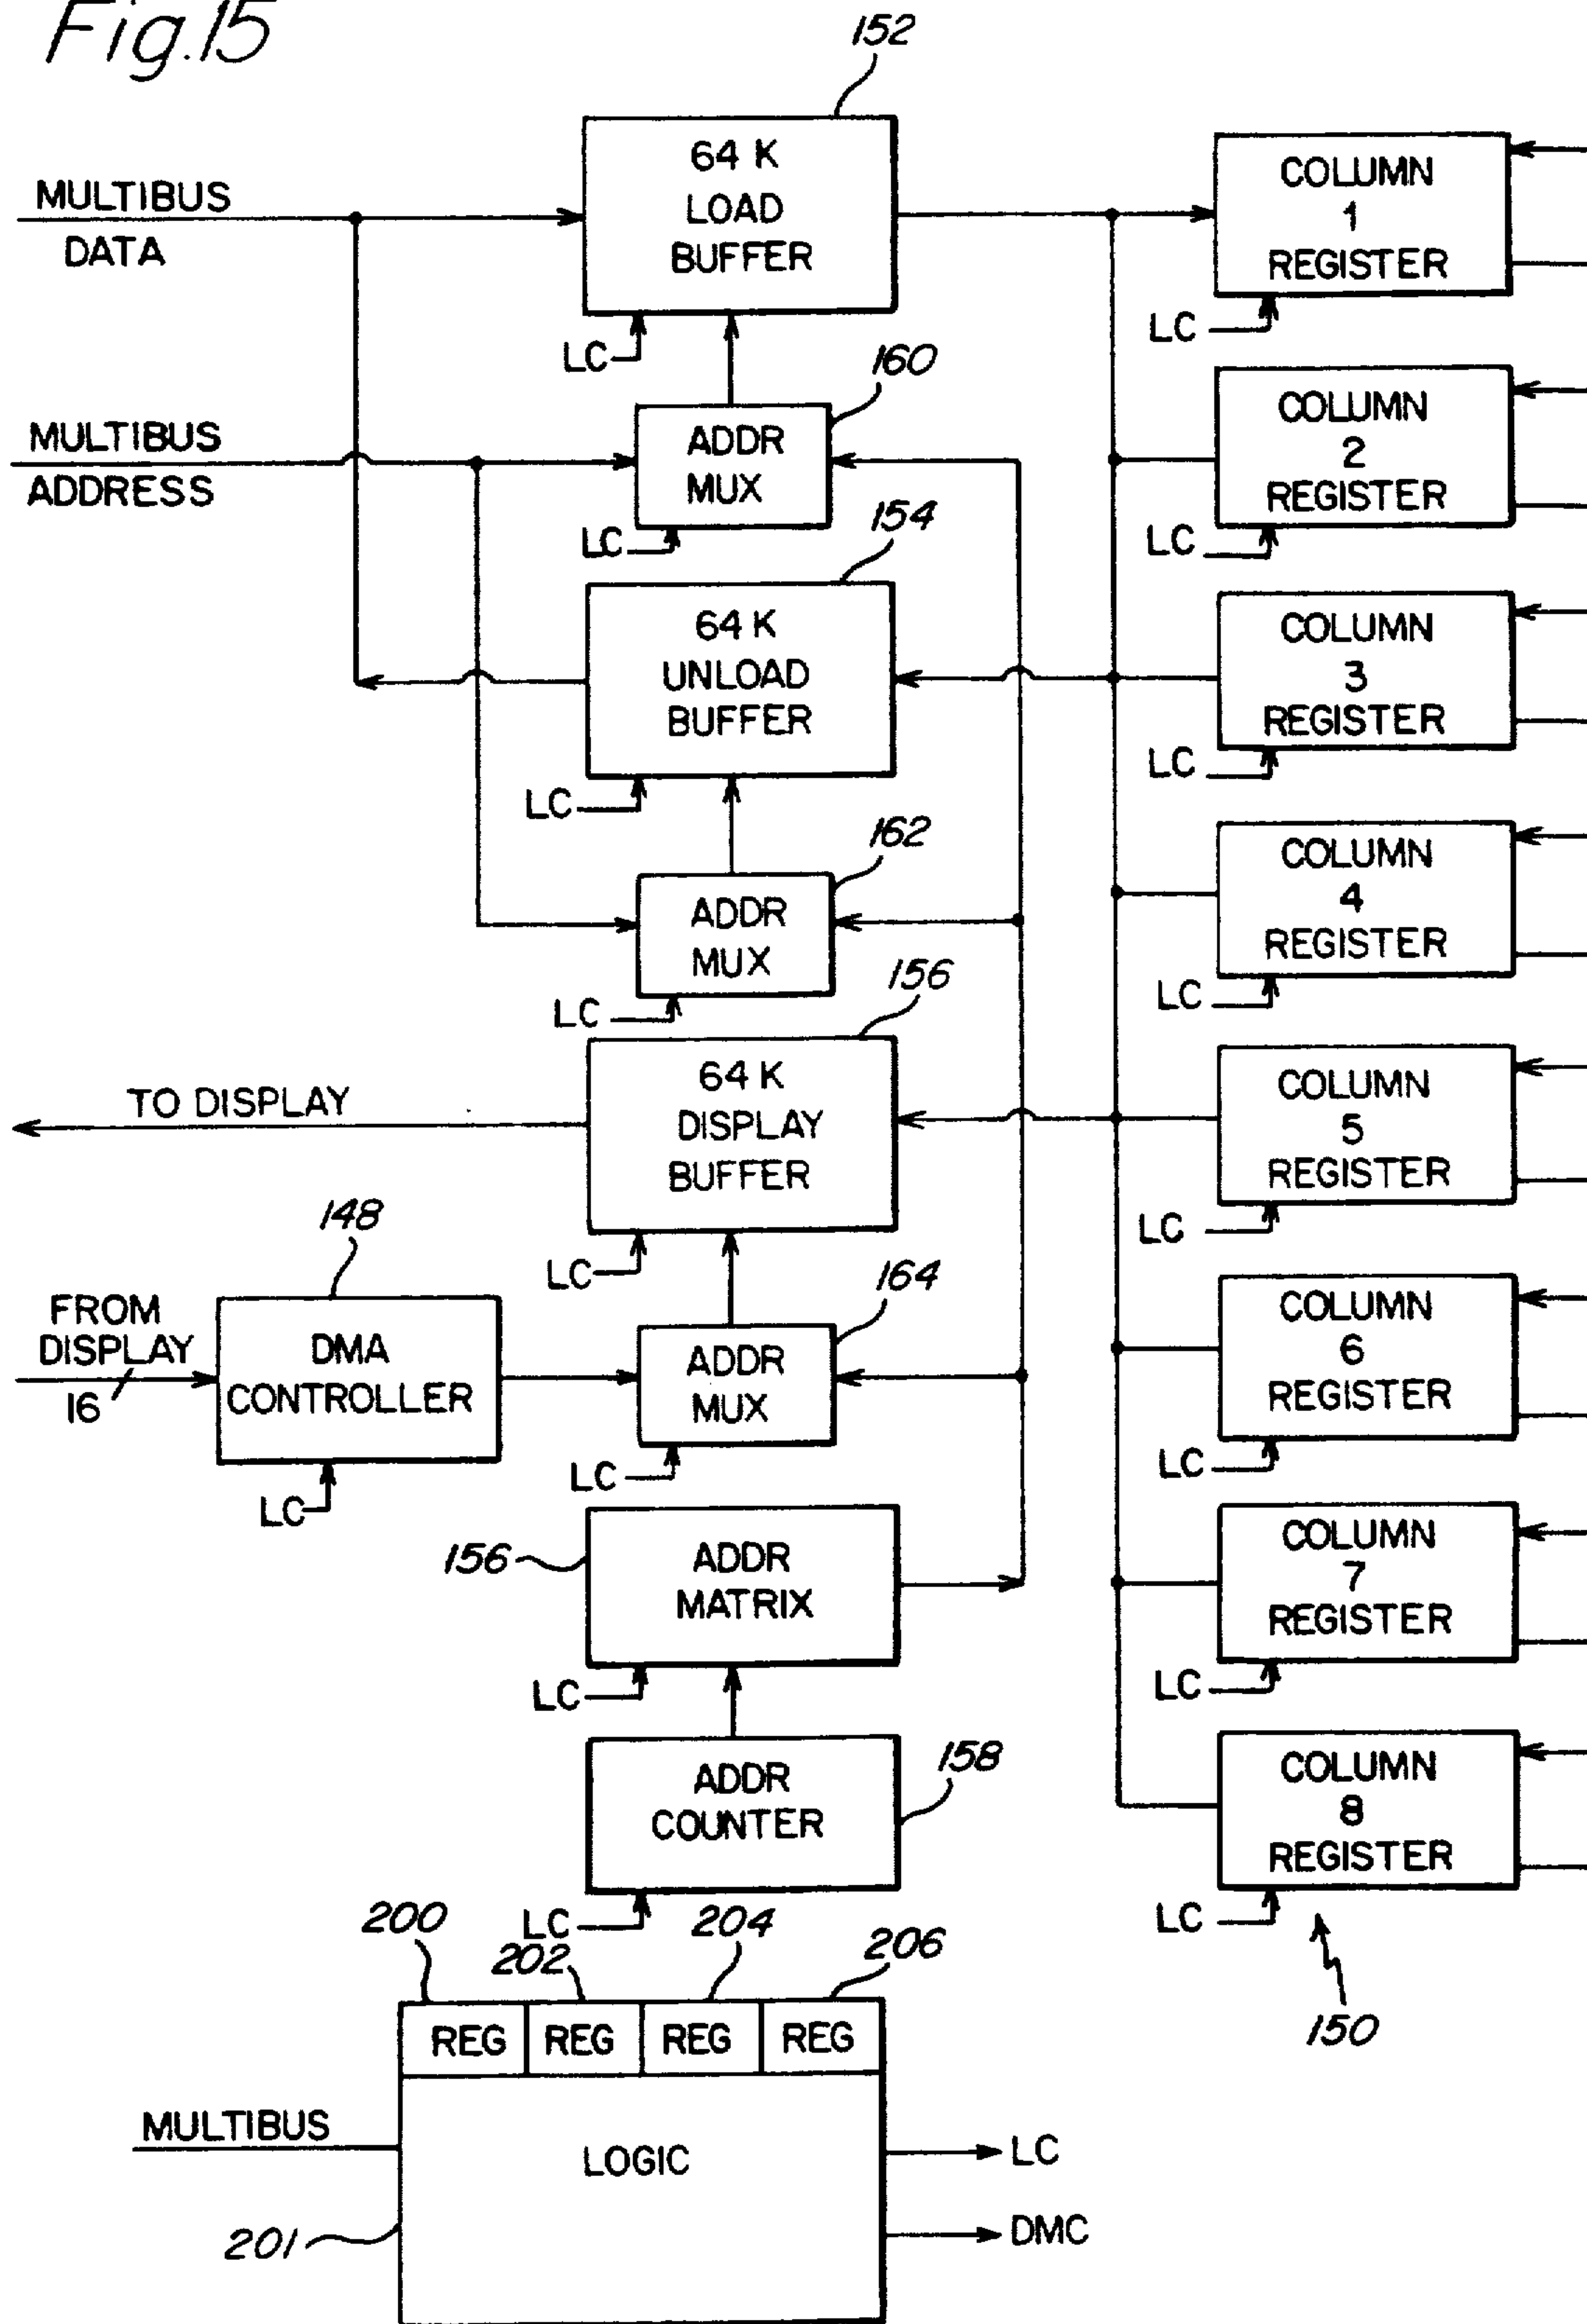 Fig.15
152
64 K
LOAD
BUFFER
MULTIBUS
DATA
LC
160
MULTIBUS
ADDRESS
ADDR
MUX
LC
154
64 K
UNLOAD
BUFFER
LC
162
ADDR
MUX
LC
156
64 K
DISPLAY
BUFFER
TO DISPLAY
LC
148
FROM
DISPLAY
16
DMA
CONTROLLER
LC
164
ADDR
MUX
LC
156
ADDR
MATRIX
LC
158
ADDR
COUNTER
LC
COLUMN
1
REGISTER
LC
COLUMN
2
REGISTER
LC
COLUMN
3
REGISTER
LC
COLUMN
4
REGISTER
LC
COLUMN
5
REGISTER
LC
COLUMN
6
REGISTER
LC
COLUMN
7
REGISTER
LC
COLUMN
8
REGISTER
LC
150
200
202
204
206
REG REG REG REG
MULTIBUS
LOGIC
LC
DMC
201